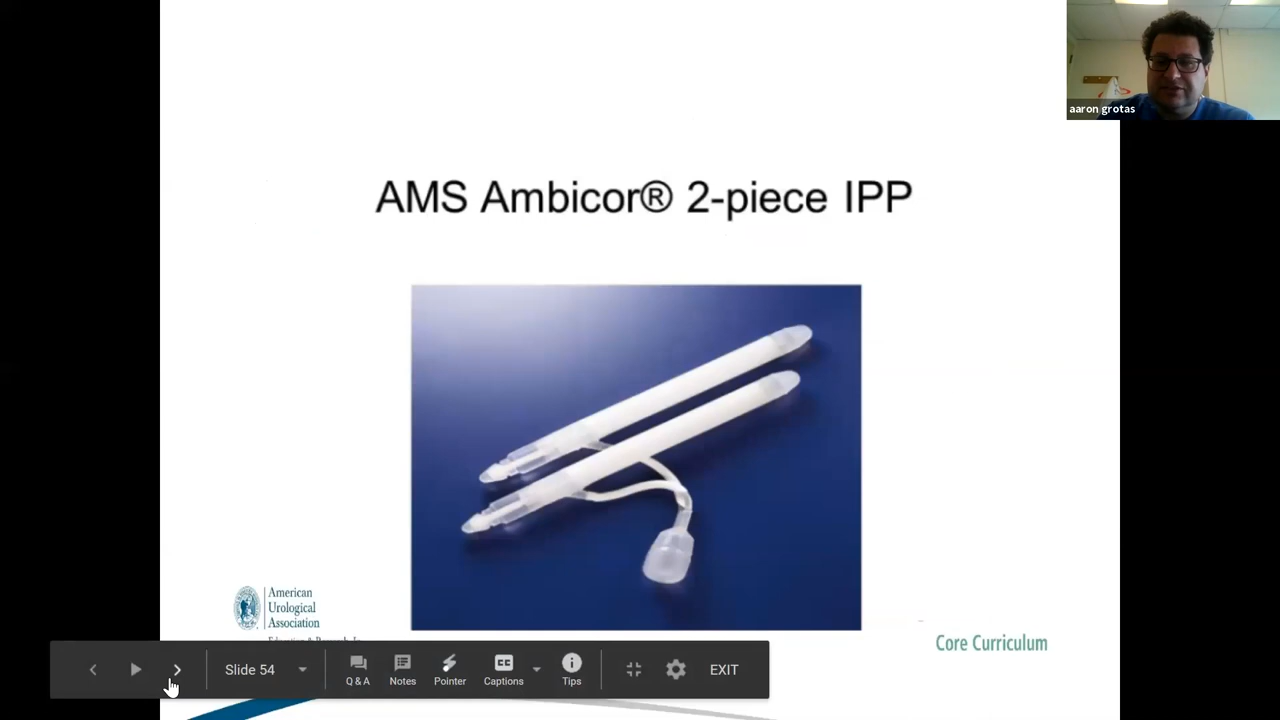 aaron grotas
AMS Ambicor® 2-piece IPP
American
Urological
Association
Core Curriculum
Slide 54
Q & A
Notes
Pointer
CC
Captions
Tips
EXIT